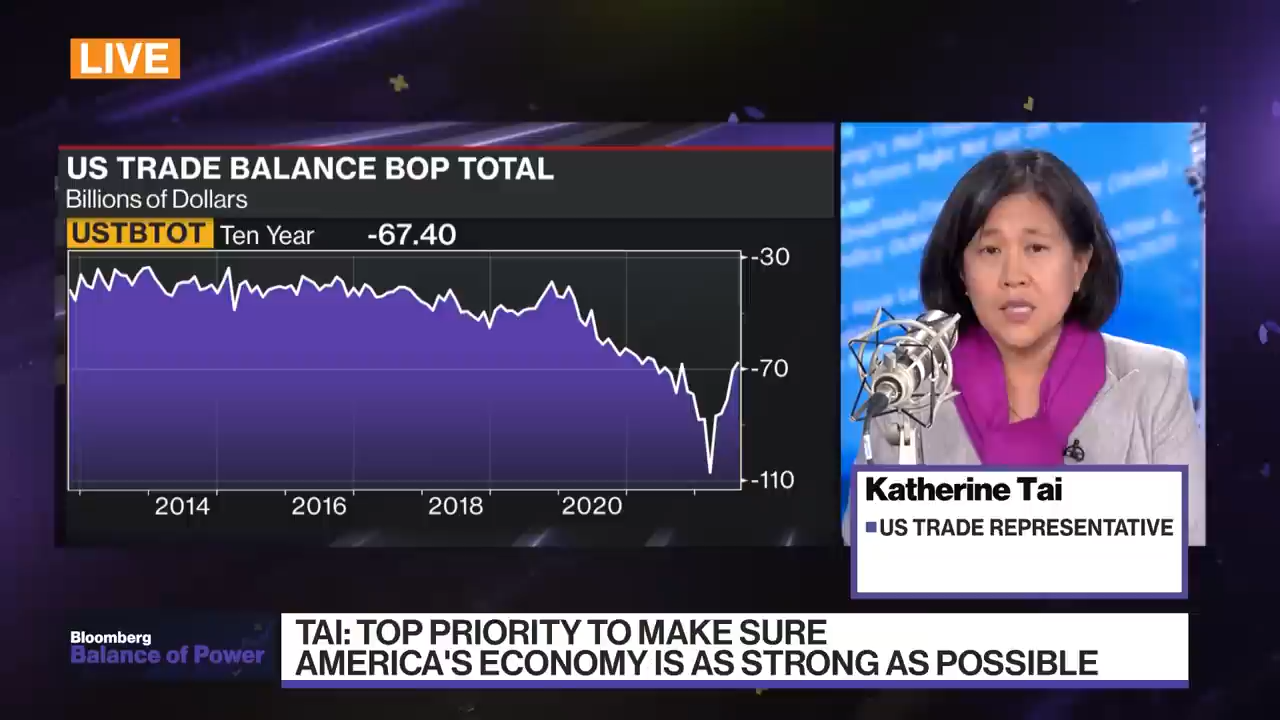 LIVE
US TRADE BALANCE BOP TOTAL
Billions of Dollars
USTBTOT Ten Year -67.40
-30
-70
-110
2014 2016 2018 2020
Katherine Tai
US TRADE REPRESENTATIVE
Bloomberg
Balance of Power
TAI: TOP PRIORITY TO MAKE SURE
AMERICA'S ECONOMY IS AS STRONG AS POSSIBLE